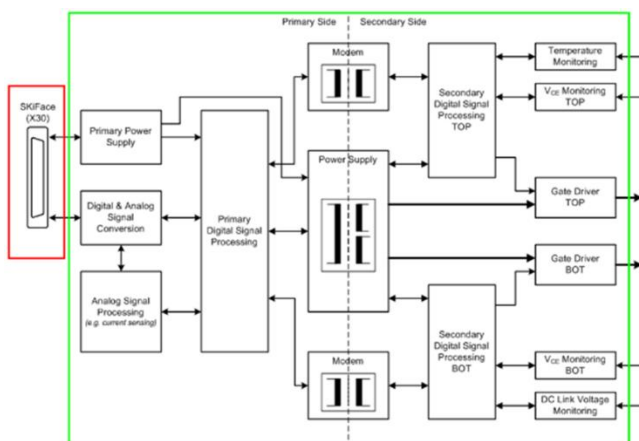 Primary Side
Secondary Side
SKiFace
(X30)
Primary Power
Supply
Digital & Analog
Signal
Conversion
Analog Signal
Processing
(e.g. current sensing)
Primary
Digital Signal
Processing
Modem
Power Supply
Modem
Secondary
Digital Signal
Processing
TOP
Secondary
Digital Signal
Processing
BOT
Temperature
Monitoring
VCE Monitoring
TOP
Gate Driver
TOP
Gate Driver
BOT
VCE Monitoring
BOT
DC Link Voltage
Monitoring